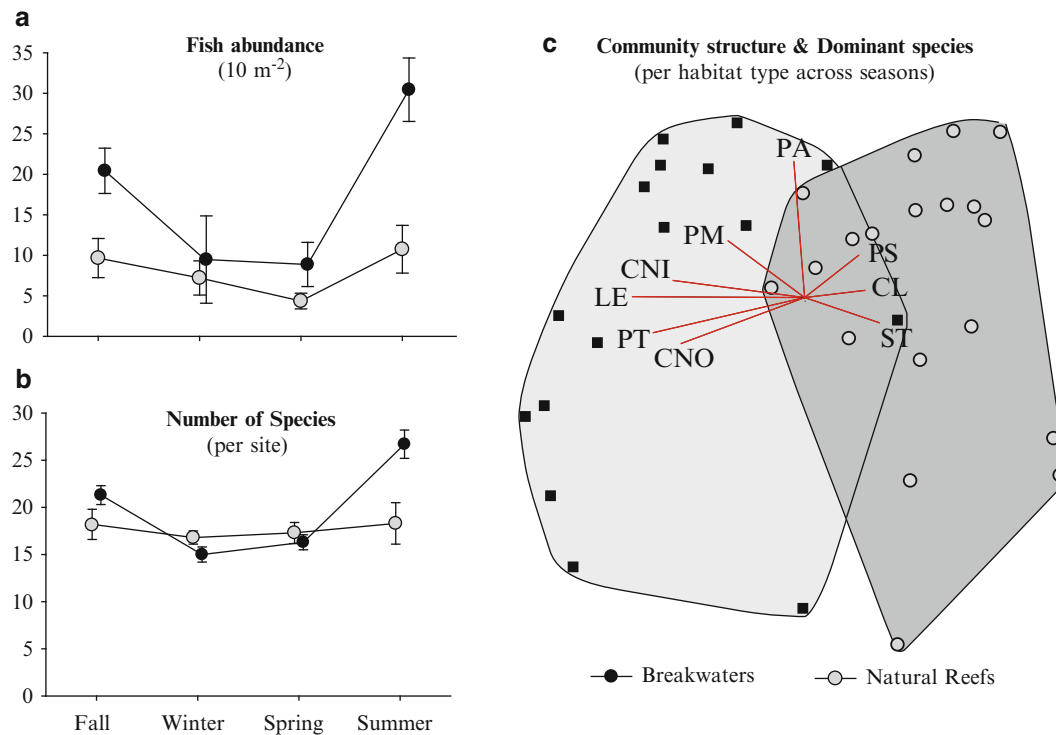 a
Fish abundance
(10 m-2)
35
30
25
20
15
10
5
0
b
Number of Species
(per site)
30
25
20
15
10
5
0
Fall Winter Spring Summer
c Community structure & Dominant species
(per habitat type across seasons)
PA
PM
PS
CNI
CL
LE
PT
ST
CNO
Breakwaters Natural Reefs